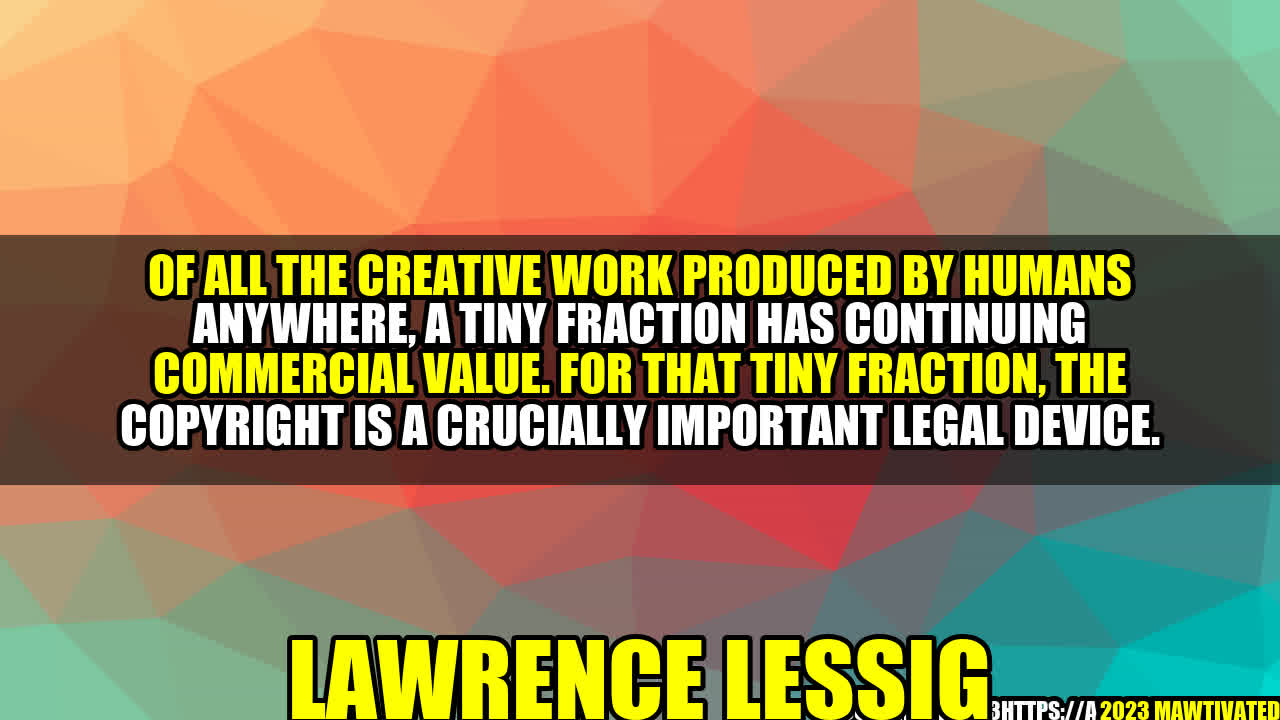 OF ALL THE CREATIVE WORK PRODUCED BY HUMANS
ANYWHERE, A TINY FRACTION HAS CONTINUING
COMMERCIAL VALUE. FOR THAT TINY FRACTION, THE
COPYRIGHT IS A CRUCIALLY IMPORTANT LEGAL DEVICE.
LAWRENCE LESSIG
HTTPS://A 2023 MAWTIVATED